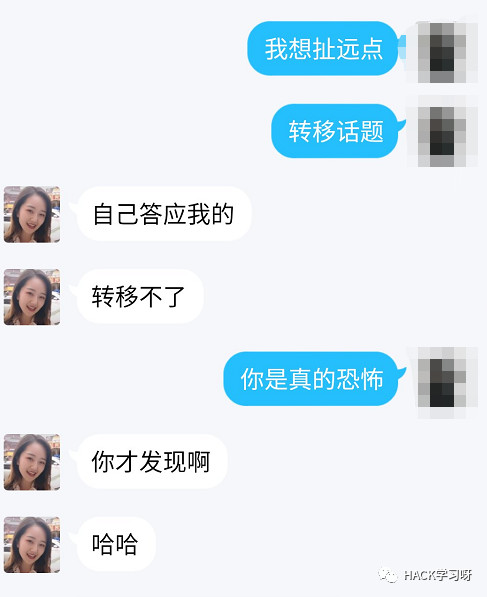 我想扯远点
转移话题
自己答应我的
转移不了
你是真的恐怖
你才发现啊
哈哈
HACK学习呀